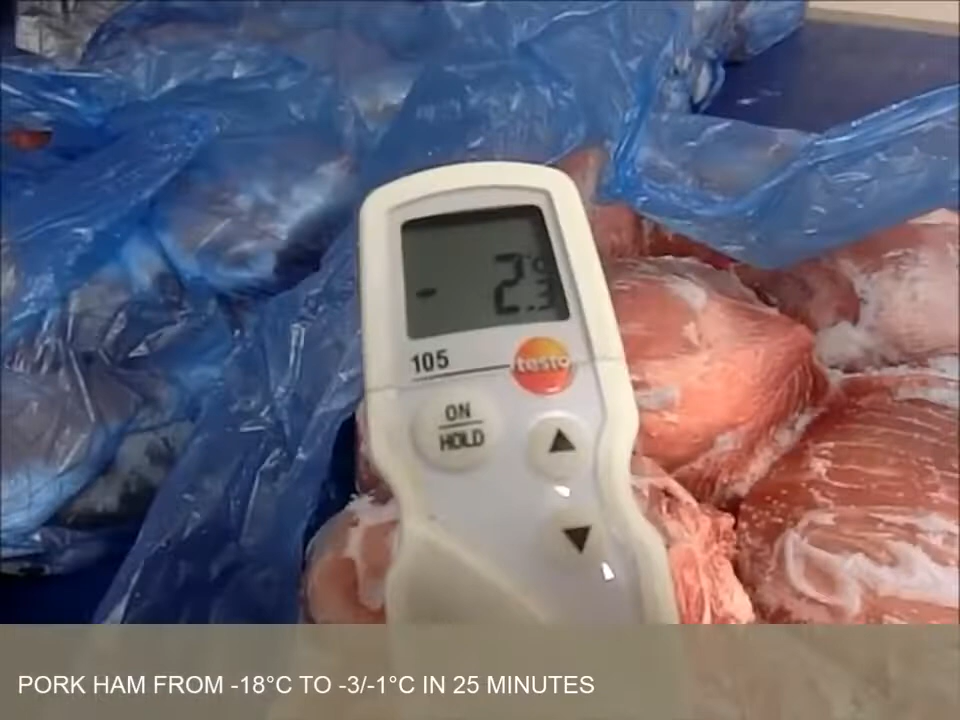 - 2.3 °C
105
testo
ON
HOLD
PORK HAM FROM -18°C TO -3/-1°C IN 25 MINUTES